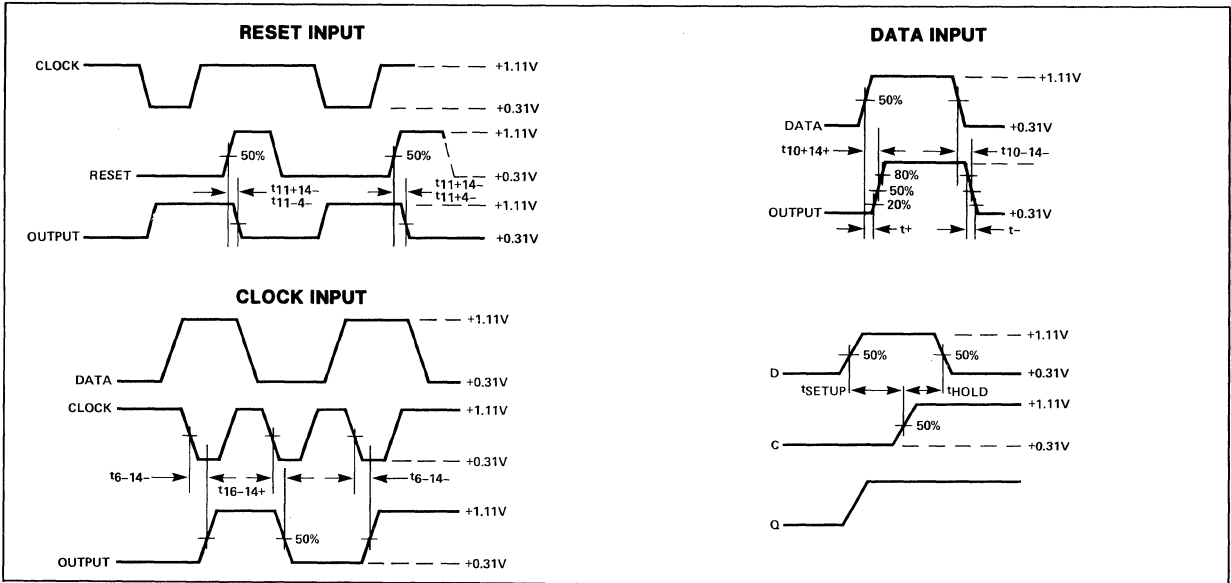 RESET INPUT
CLOCK
+1.11V
+0.31V
+1.11V
50%
50%
RESET
+0.31V
t11+14–
t11–4–
t11+14–
t11+4–
+1.11V
OUTPUT
+0.31V
CLOCK INPUT
+1.11V
DATA
+0.31V
CLOCK
+1.11V
+0.31V
t6–14–
t16–14+
t6–14–
+1.11V
50%
OUTPUT
+0.31V
DATA INPUT
+1.11V
50%
DATA
+0.31V
t10+14+
t10–14–
80%
50%
20%
OUTPUT
+0.31V
t+
t–
+1.11V
50%
50%
D
+0.31V
tSETUP
tHOLD
+1.11V
50%
C
+0.31V
Q